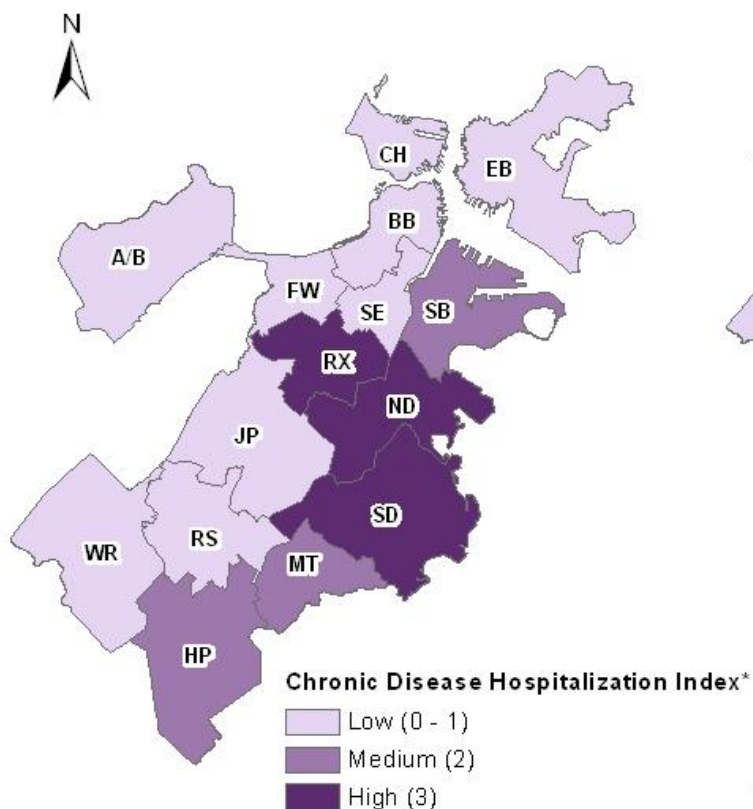 N
CH
EB
BB
A/B
FW
SE
SB
RX
ND
JP
SD
RS
WR
MT
HP
Chronic Disease Hospitalization Index*
Low (0 - 1)
Medium (2)
High (3)